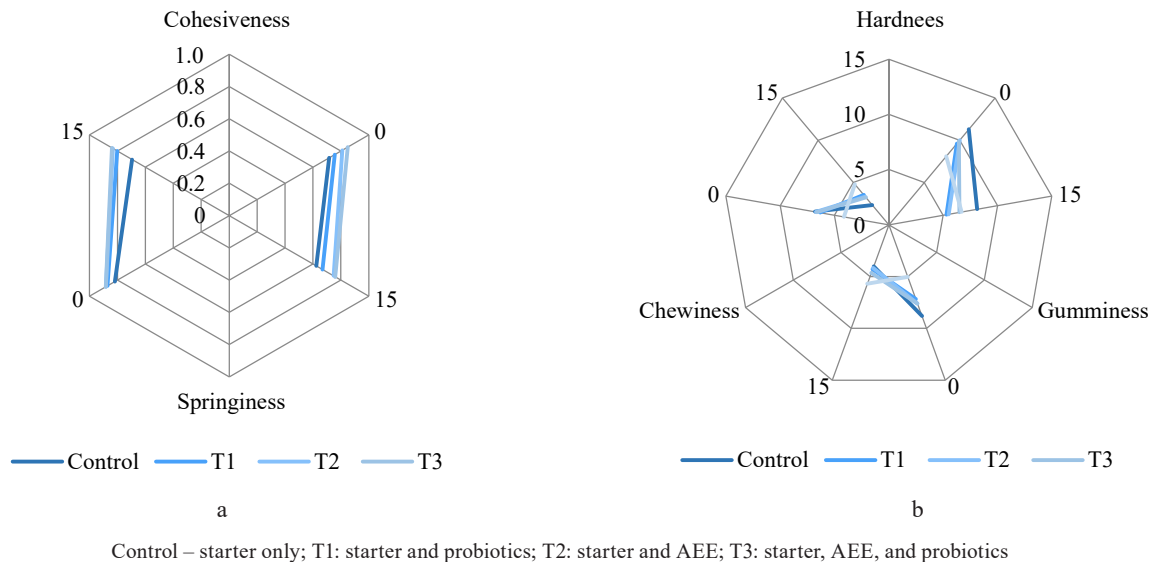 Cohesiveness
1.0
0.8
0.6
0.4
0.2
0
15
0
0
15
Springiness
Control T1 T2 T3
a
Hardnees
15
10
5
0
15
0
0
15
Chewiness
Gumminess
15
0
Control T1 T2 T3
b
Control – starter only; T1: starter and probiotics; T2: starter and AEE; T3: starter, AEE, and probiotics